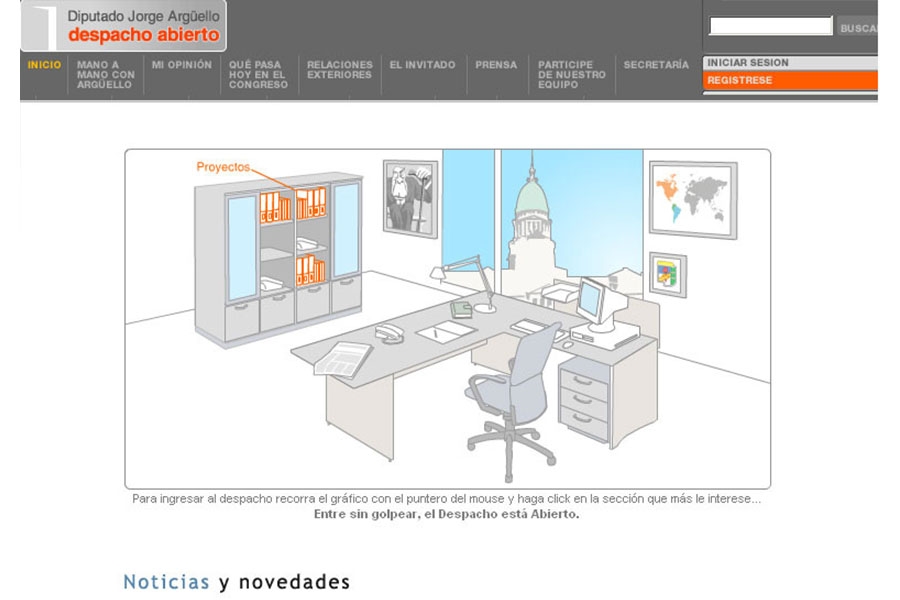 Diputado Jorge Argüello
despacho abierto
BUSCA
INICIO
MANO A
MANO CON
ARGÜELLO
MI OPINIÓN
QUÉ PASA
HOY EN EL
CONGRESO
RELACIONES
EXTERIORES
EL INVITADO
PRENSA
PARTICIPE
DE NUESTRO
EQUIPO
SECRETARÍA
INICIAR SESION
REGISTRESE
Proyectos
Para ingresar al despacho recorra el gráfico con el puntero del mouse y haga click en la sección que más le interese...
Entre sin golpear, el Despacho está Abierto.
Noticias y novedades